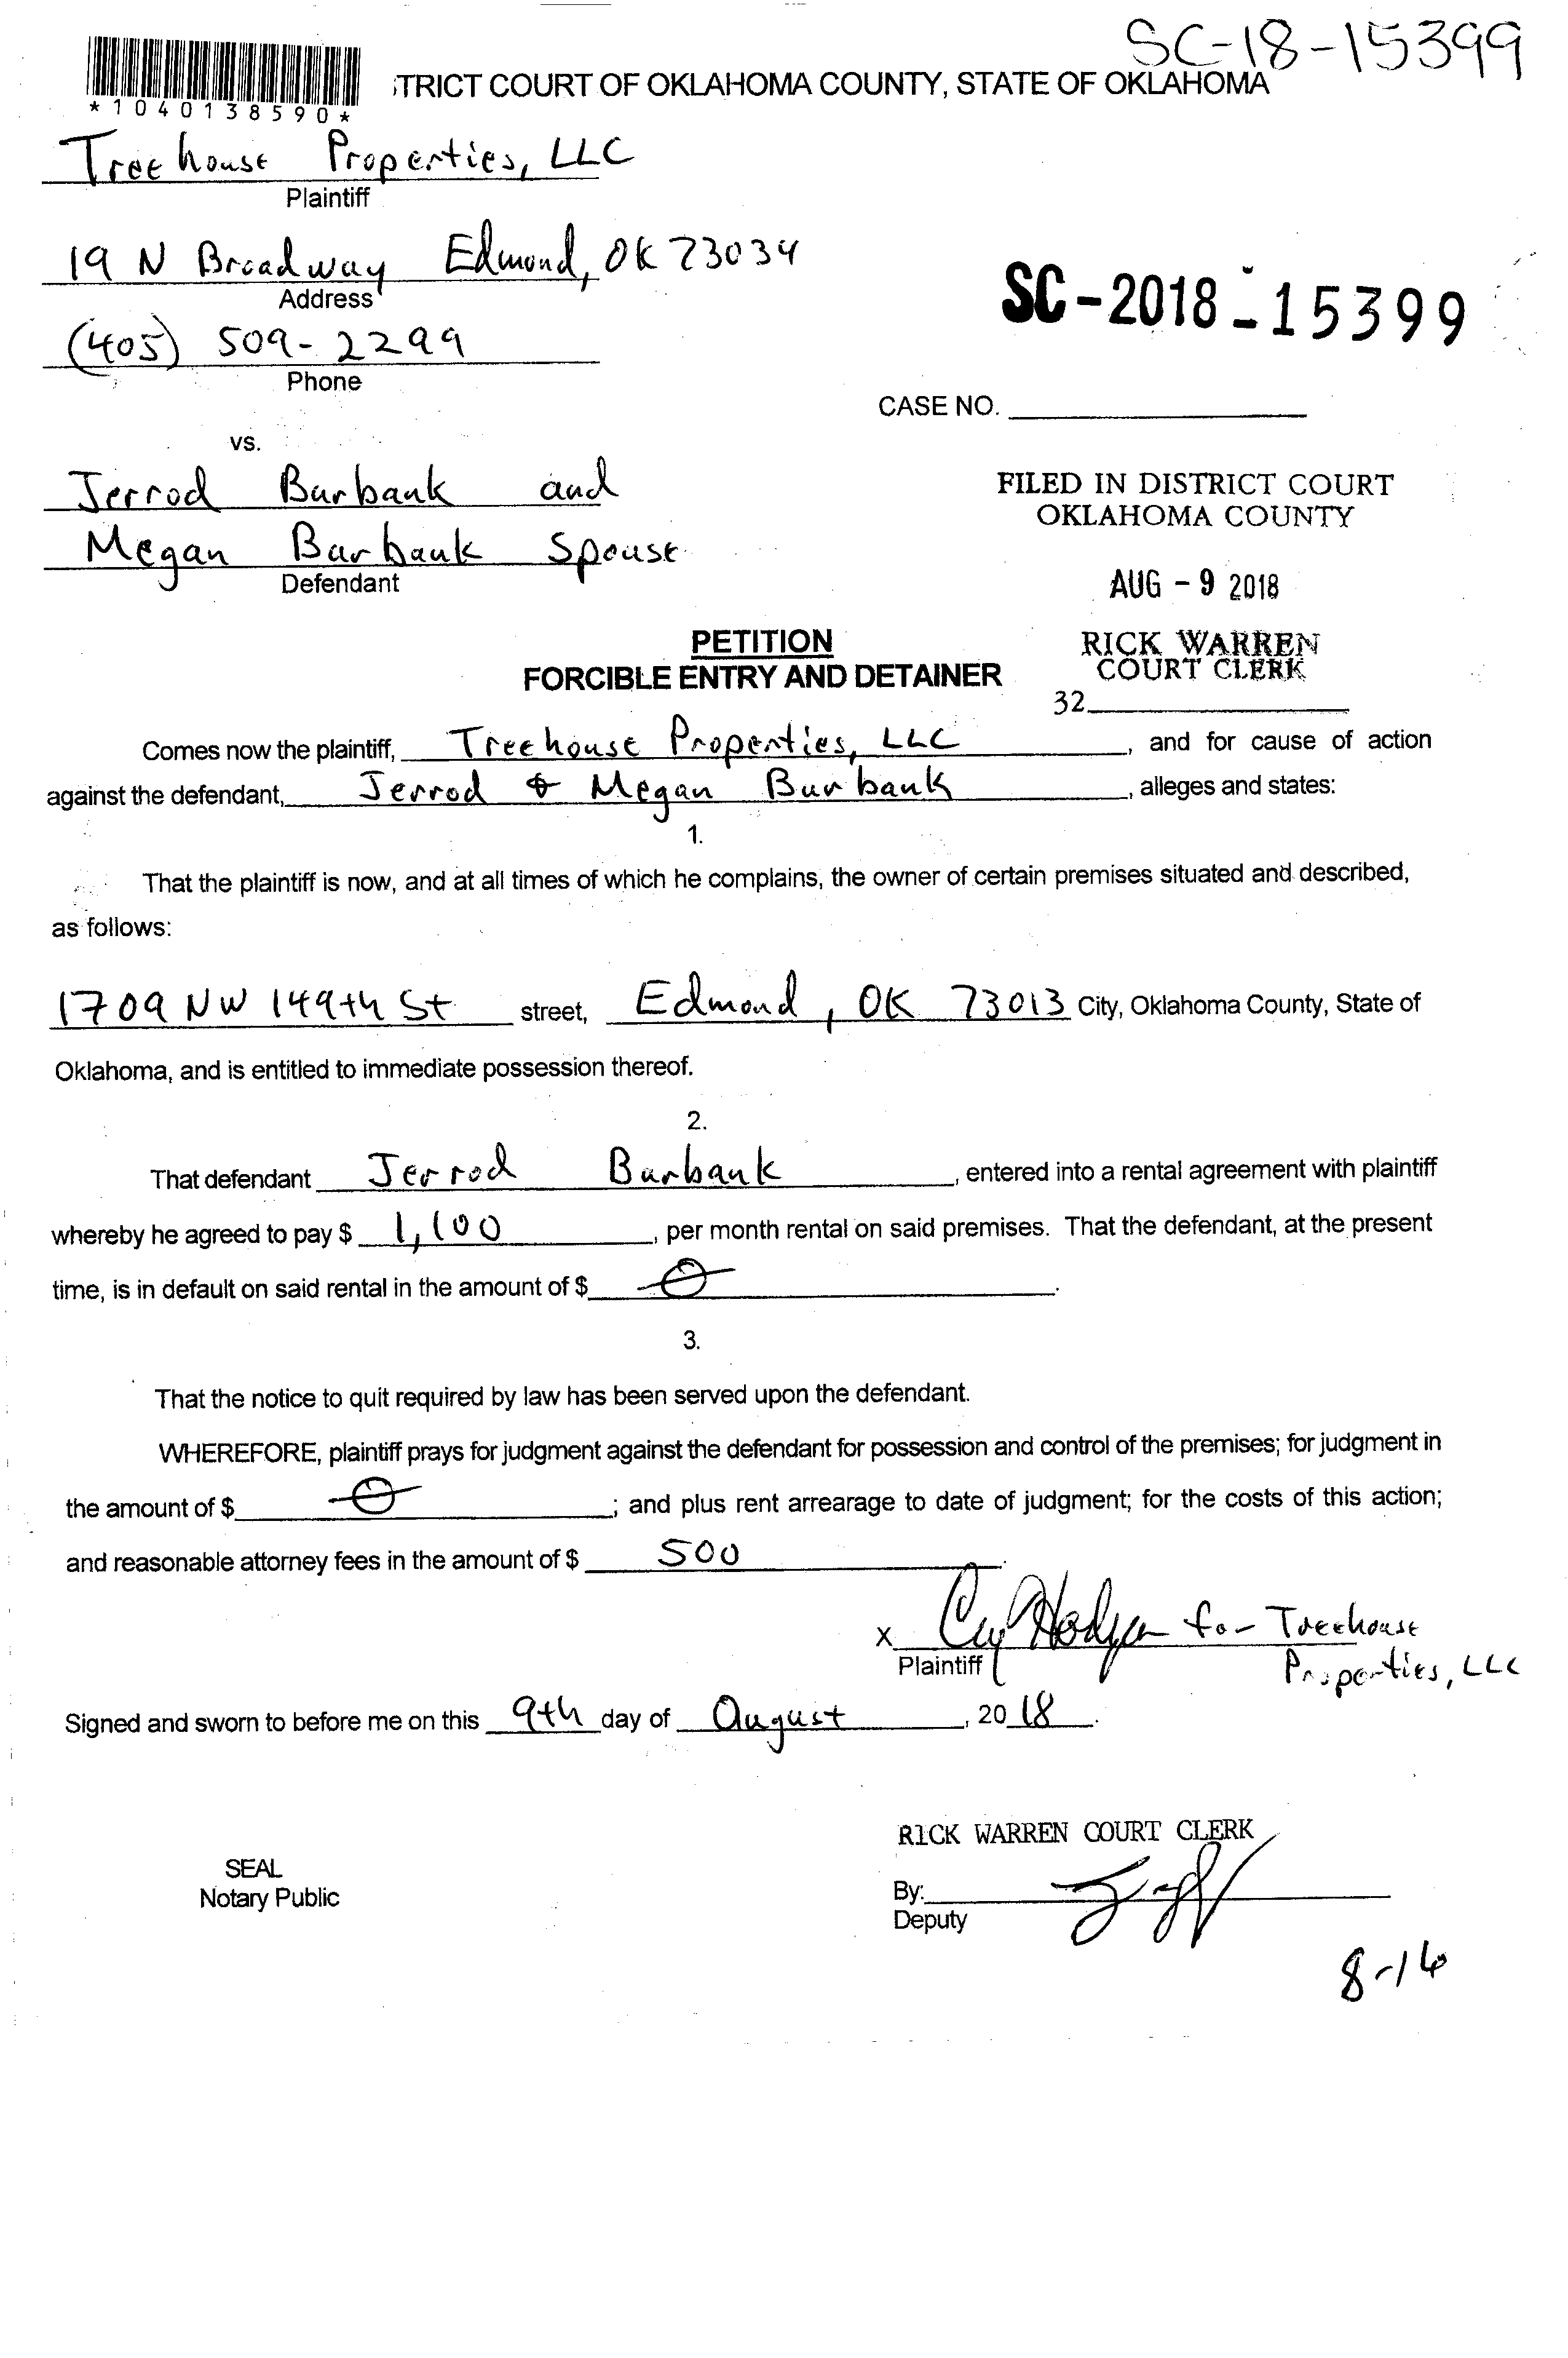 SC-18-15399
*1040138590*
TRICT COURT OF OKLAHOMA COUNTY, STATE OF OKLAHOMA
Treehouse Properties, LLC
Plaintiff
19 N Broadway Edmond, OK 73034
Address
SC-2018-15399
(405) 509-2299
Phone
CASE NO.
vs.
Jerrod Burbank and
FILED IN DISTRICT COURT
OKLAHOMA COUNTY
Megan Burbank Spouse
Defendant
AUG - 9 2018
PETITION
FORCIBLE ENTRY AND DETAINER
RICK WARREN
COURT CLERK
32
Comes now the plaintiff, Treehouse Properties, LLC, and for cause of action
against the defendant, Jerrod & Megan Burbank, alleges and states:
1.
That the plaintiff is now, and at all times of which he complains, the owner of certain premises situated and described,
as follows:
1709 NW 149th St street, Edmond, OK 73013 City, Oklahoma County, State of
Oklahoma, and is entitled to immediate possession thereof.
2.
That defendant Jerrod Burbank, entered into a rental agreement with plaintiff
whereby he agreed to pay $ 1,100, per month rental on said premises. That the defendant, at the present
time, is in default on said rental in the amount of $ 0.
3.
That the notice to quit required by law has been served upon the defendant.
WHEREFORE, plaintiff prays for judgment against the defendant for possession and control of the premises; for judgment in
the amount of $ 0; and plus rent arrearage to date of judgment; for the costs of this action;
and reasonable attorney fees in the amount of $ 500.
x for Treehouse
Plaintiff Properties, LLC
Signed and sworn to before me on this 9th day of August, 2018.
RICK WARREN COURT CLERK
SEAL
Notary Public
By:
Deputy
8-16